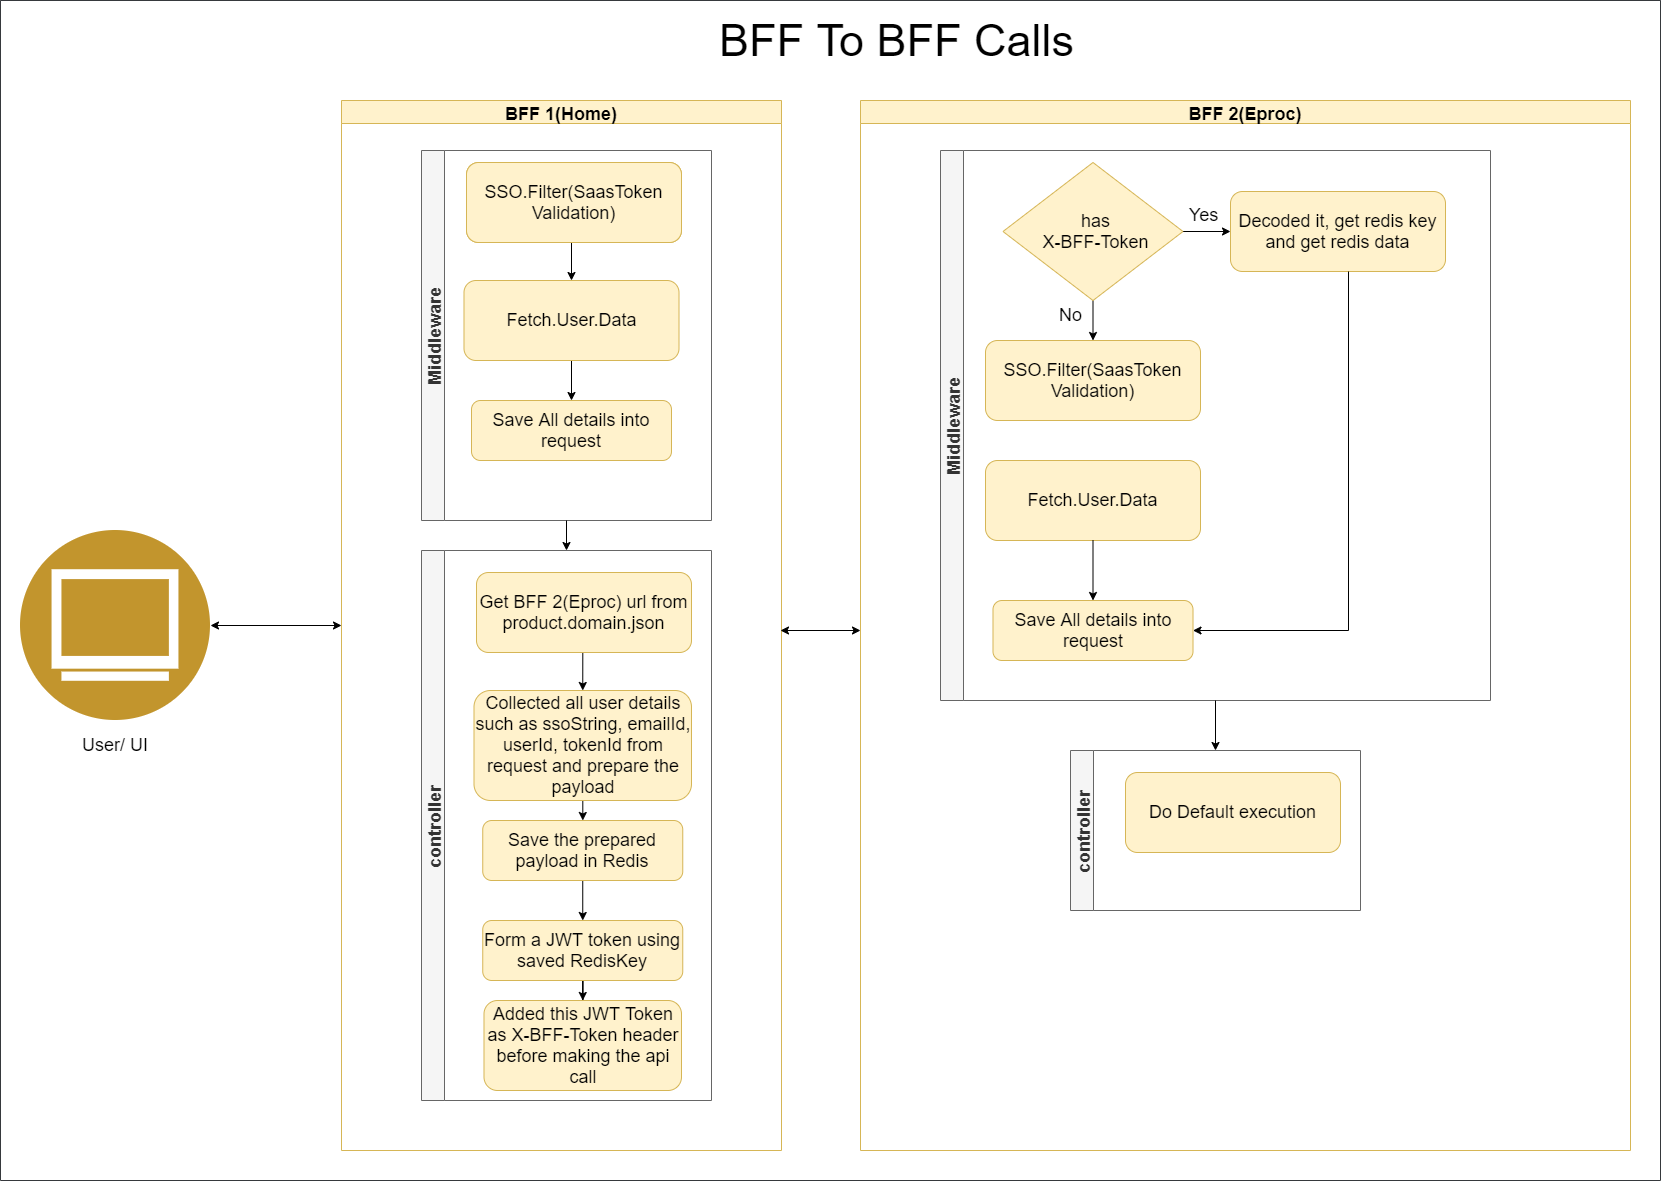 BFF To BFF Calls
BFF 1(Home)
Middleware
SSO.Filter(SaasToken
Validation)
Fetch.User.Data
Save All details into
request
controller
Get BFF 2(Eproc) url from
product.domain.json
Collected all user details
such as ssoString, emailId,
userId, tokenId from
request and prepare the
payload
Save the prepared
payload in Redis
Form a JWT token using
saved RedisKey
Added this JWT Token
as X-BFF-Token header
before making the api
call
User/ UI
BFF 2(Eproc)
Middleware
has
X-BFF-Token
Yes
Decoded it, get redis key
and get redis data
No
SSO.Filter(SaasToken
Validation)
Fetch.User.Data
Save All details into
request
controller
Do Default execution